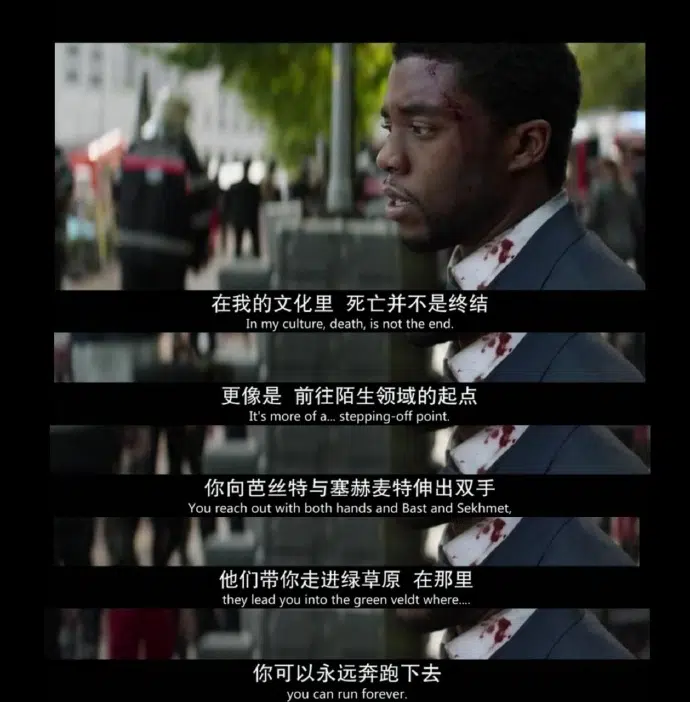 在我的文化里 死亡并不是终结
In my culture, death, is not the end.
更像是 前往陌生领域的起点
It's more of a... stepping-off point.
你向芭丝特与塞赫麦特伸出双手
You reach out with both hands and Bast and Sekhmet,
他们带你走进绿草原 在那里
they lead you into the green veldt where....
你可以永远奔跑下去
you can run forever.